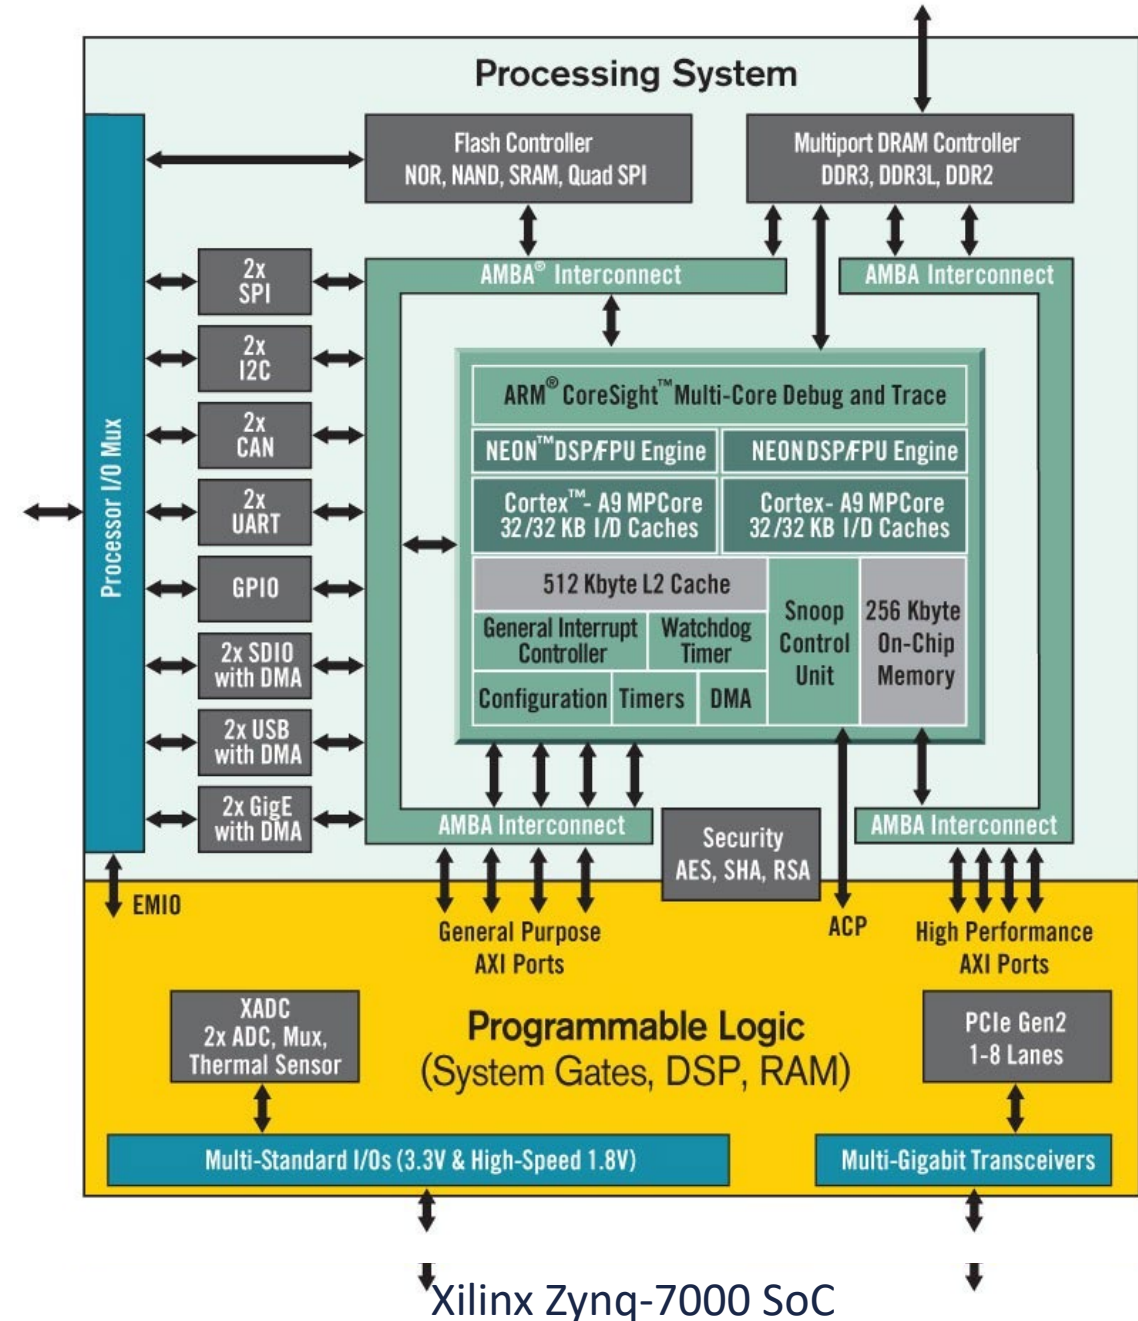 Processing System
Flash Controller
NOR, NAND, SRAM, Quad SPI
Multiport DRAM Controller
DDR3, DDR3L, DDR2
AMBA® Interconnect
AMBA Interconnect
Processor I/O Mux
2x
SPI
2x
I2C
2x
CAN
2x
UART
GPIO
2x SDIO
with DMA
2x USB
with DMA
2x GigE
with DMA
ARM® CoreSight™ Multi-Core Debug and Trace
NEON™ DSP/FPU Engine
NEON DSP/FPU Engine
Cortex™- A9 MPCore
32/32 KB I/D Caches
Cortex- A9 MPCore
32/32 KB I/D Caches
512 Kbyte L2 Cache
General Interrupt
Controller
Watchdog
Timer
Configuration
Timers
DMA
Snoop
Control
Unit
256 Kbyte
On-Chip
Memory
AMBA Interconnect
Security
AES, SHA, RSA
AMBA Interconnect
EMIO
General Purpose
AXI Ports
ACP
High Performance
AXI Ports
XADC
2x ADC, Mux,
Thermal Sensor
Programmable Logic
(System Gates, DSP, RAM)
PCIe Gen2
1-8 Lanes
Multi-Standard I/Os (3.3V & High-Speed 1.8V)
Multi-Gigabit Transceivers
Xilinx Zynq-7000 SoC